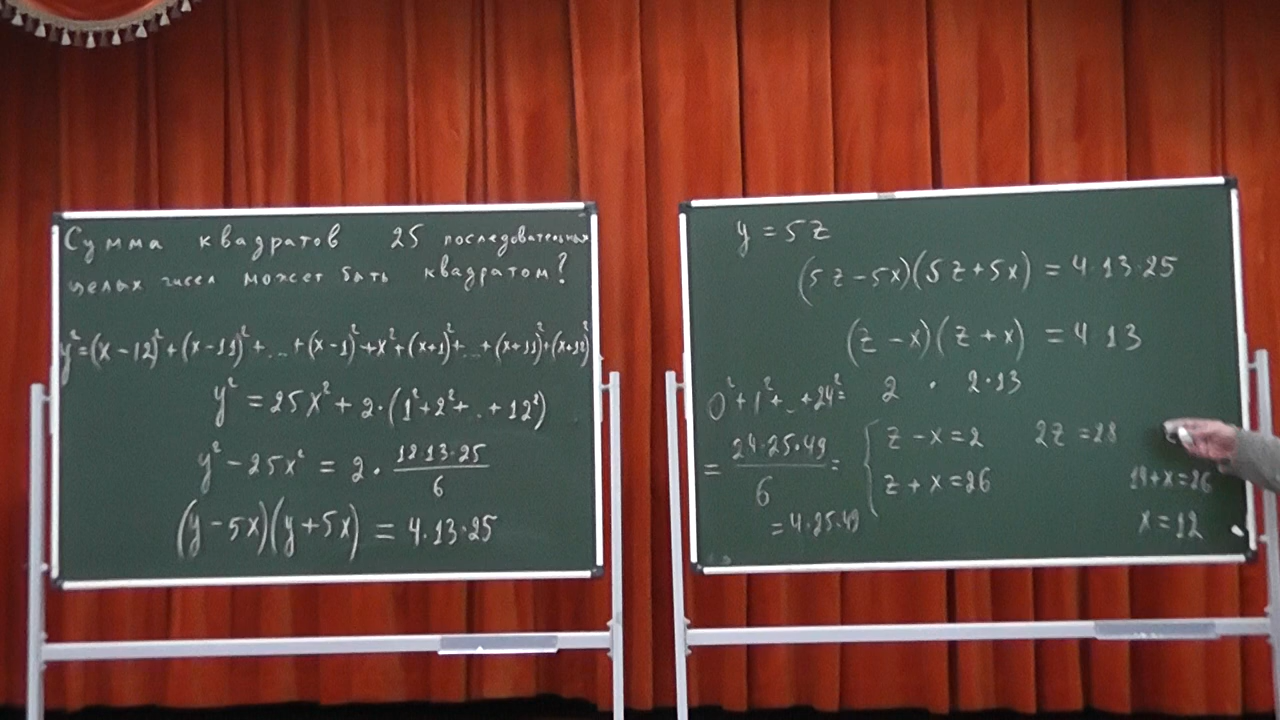 Сумма квадратов 25 последовательных
целых чисел может быть квадратом?
y²=(x-12)²+(x-11)²+...+(x-1)²+x²+(x+1)²+...+(x+11)²+(x+12)²
y²=25x²+2·(1²+2²+...+12²)
y²-25x²=2·12·13·25/6
(y-5x)(y+5x)=4·13·25
y=5z
(5z-5x)(5z+5x)=4·13·25
(z-x)(z+x)=4·13
2 · 2·13
0²+1²+...+24²=
=24·25·49/6=
=4·25·49
z-x=2
z+x=26
2z=28
14+x=26
x=12